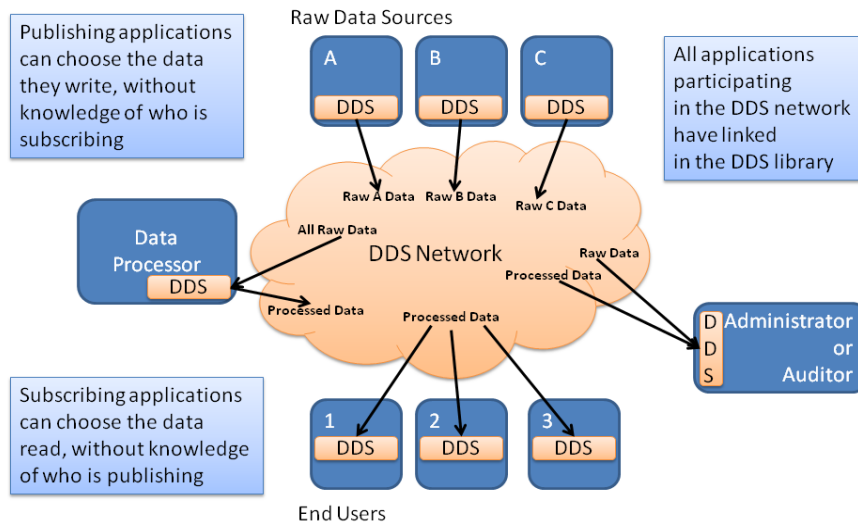 Raw Data Sources
Publishing applications
can choose the data
they write, without
knowledge of who is
subscribing
A
B
C
DDS
DDS
DDS
All applications
participating
in the DDS network
have linked
in the DDS library
Raw A Data
Raw B Data
Raw C Data
All Raw Data
DDS Network
Raw Data
Processed Data
Data
Processor
DDS
Processed Data
Processed Data
D
D
S
Administrator
or
Auditor
Subscribing applications
can choose the data
read, without knowledge
of who is publishing
1
2
3
DDS
DDS
DDS
End Users